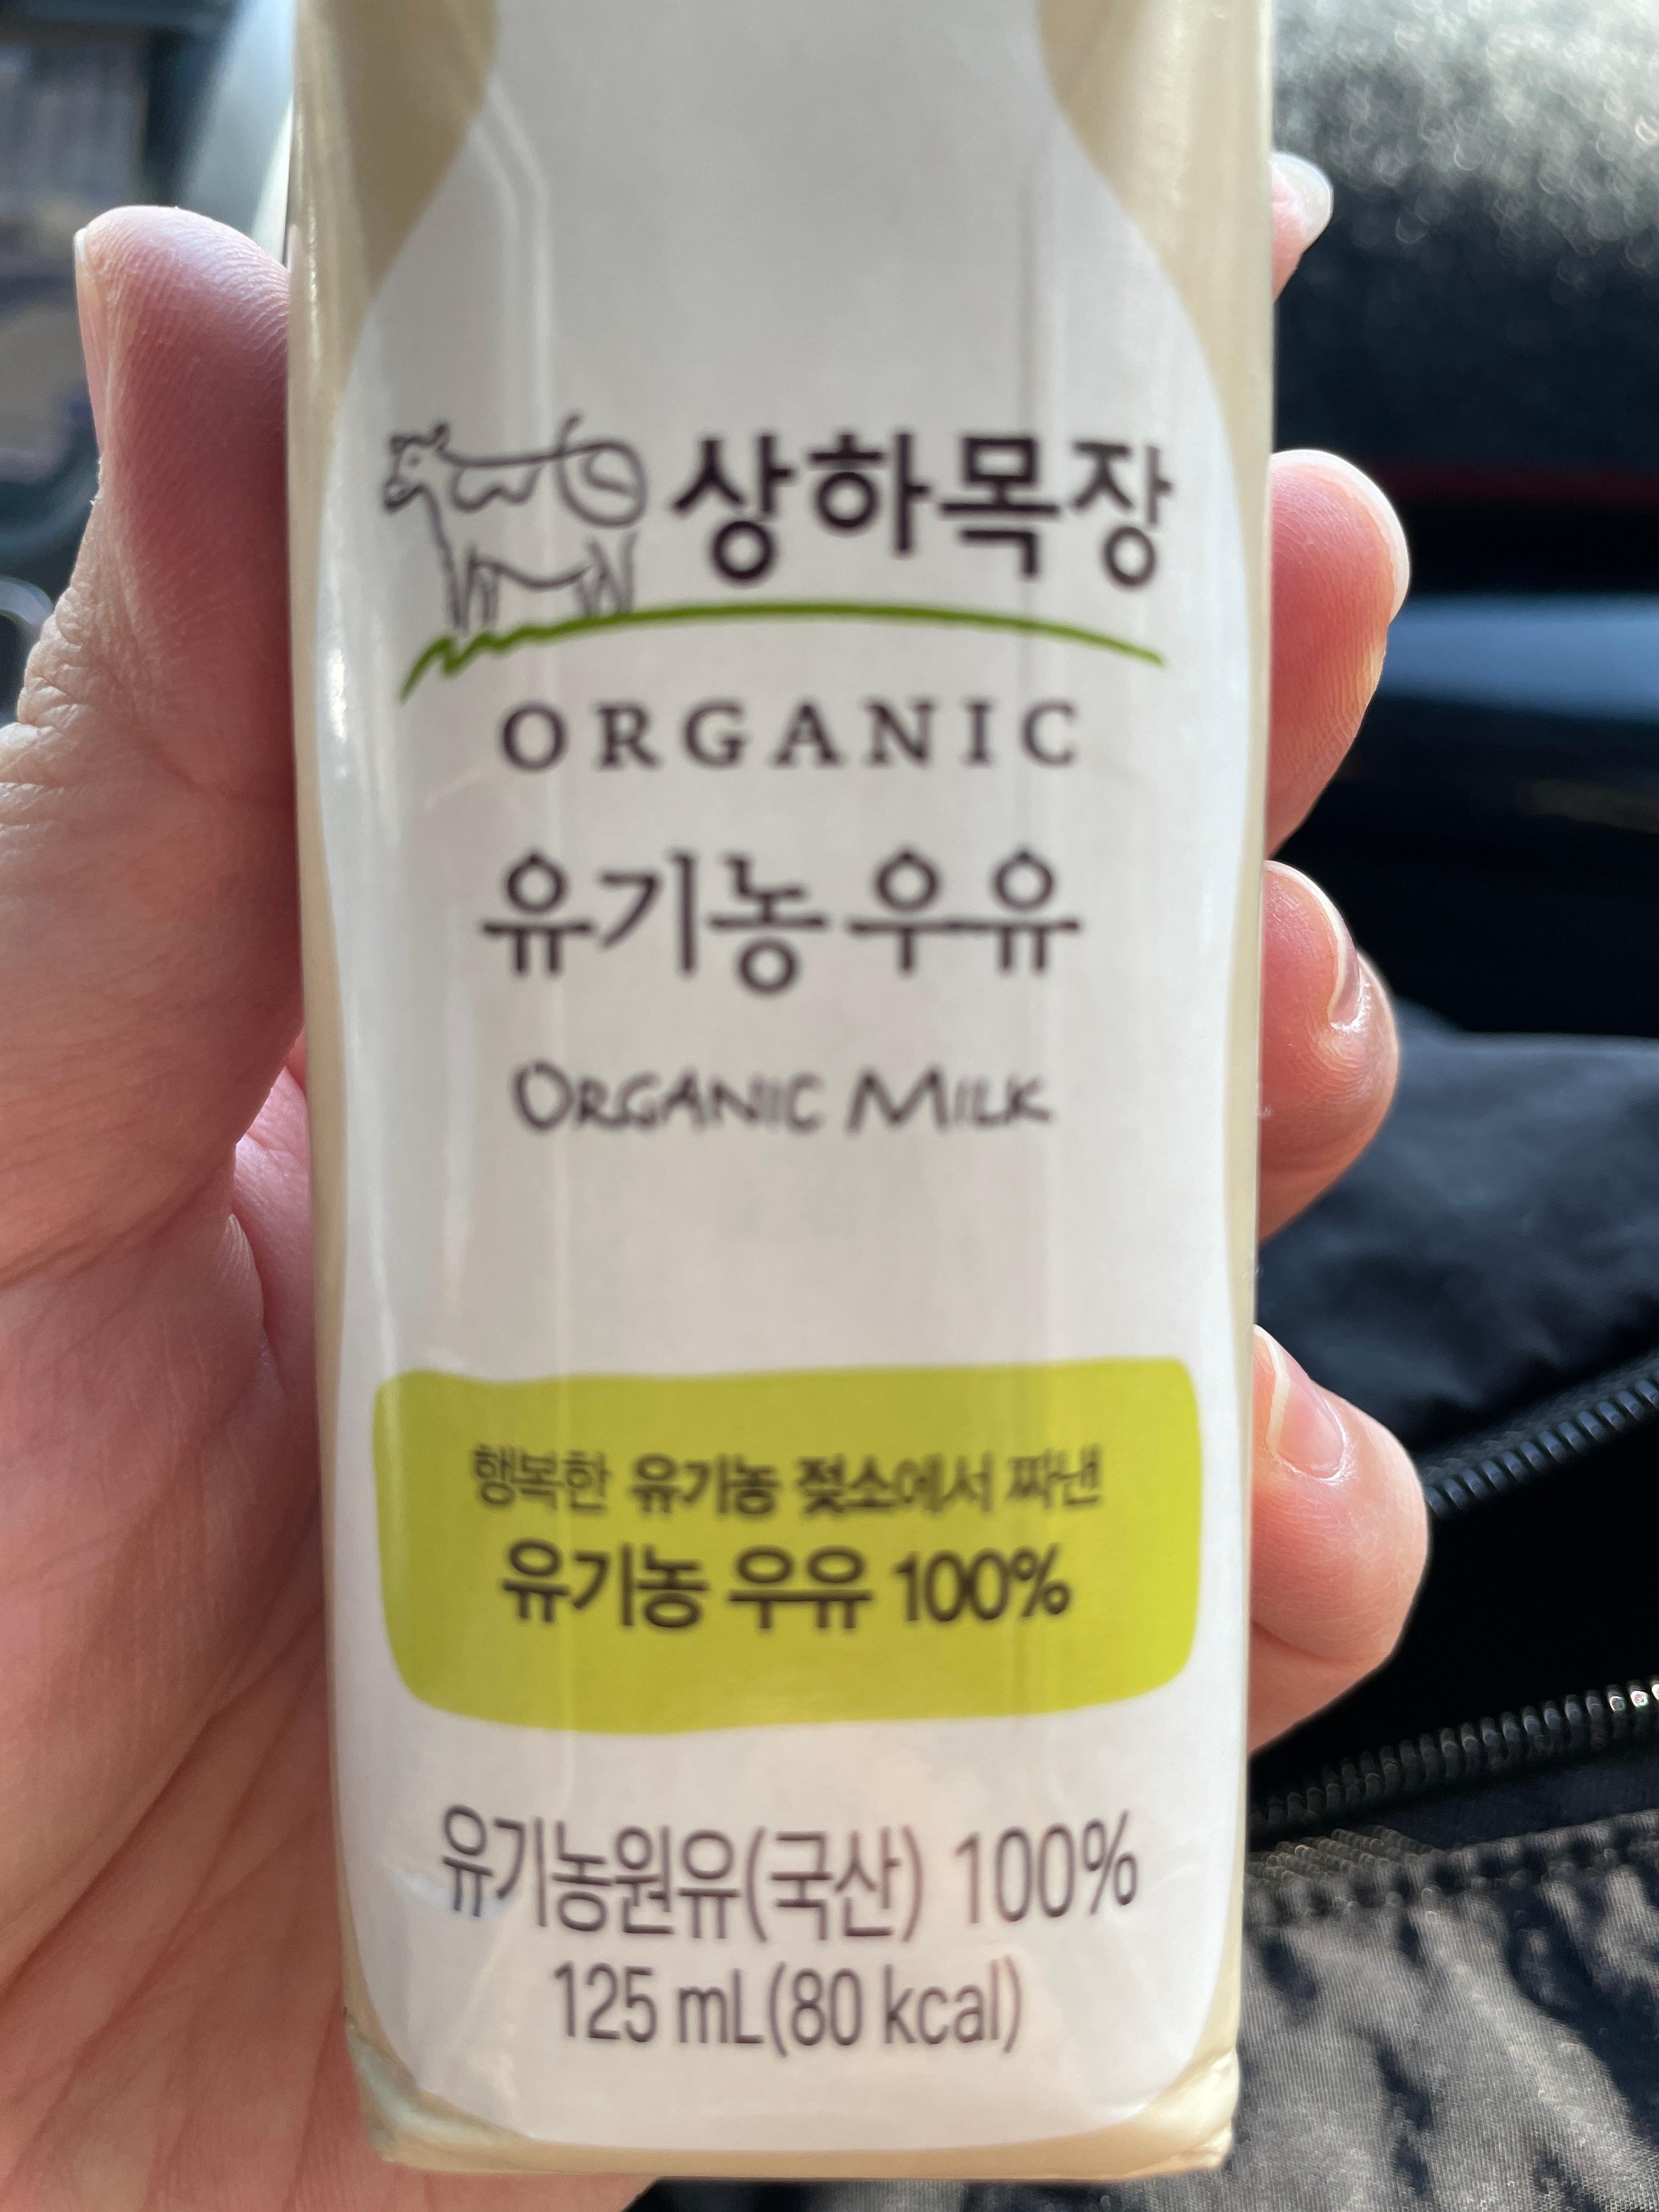 상하목장
ORGANIC
유기농우유
ORGANIC MILK
행복한 유기농 젖소에서 짜낸
유기농 우유 100%
유기농원유(국산) 100%
125 mL(80 kcal)